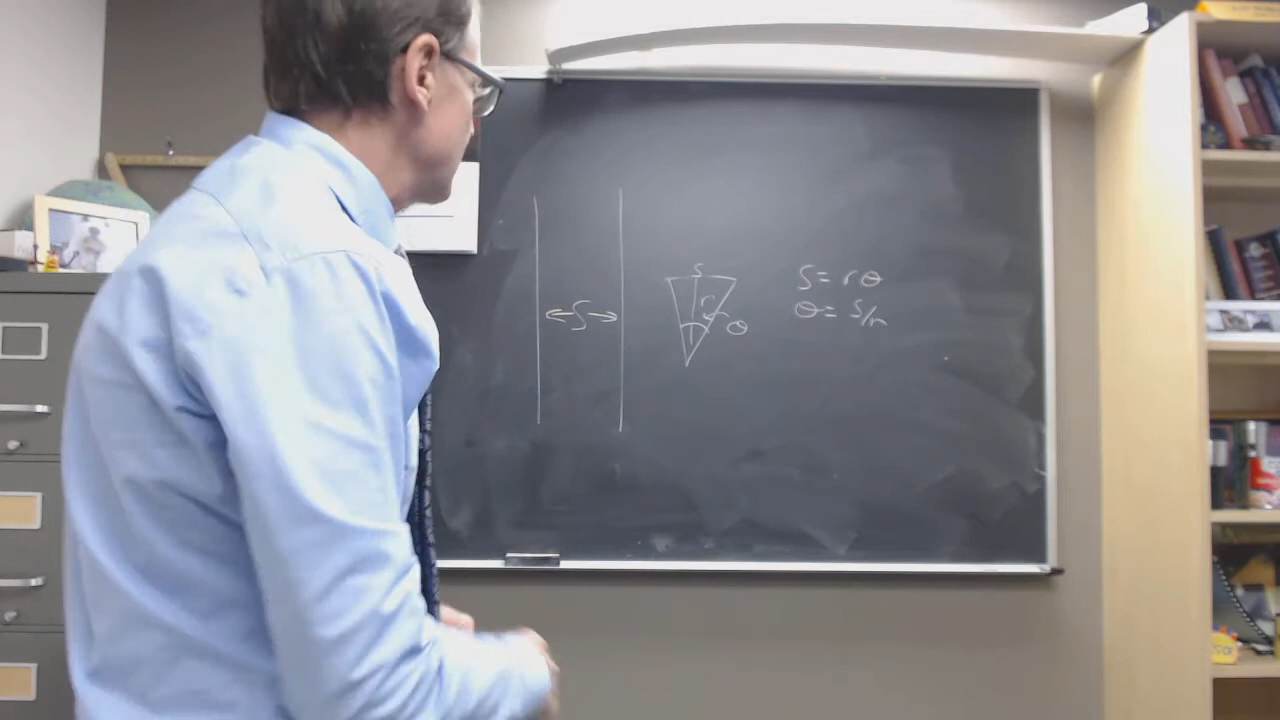 S
s
r
θ
S = rθ
θ = s/r